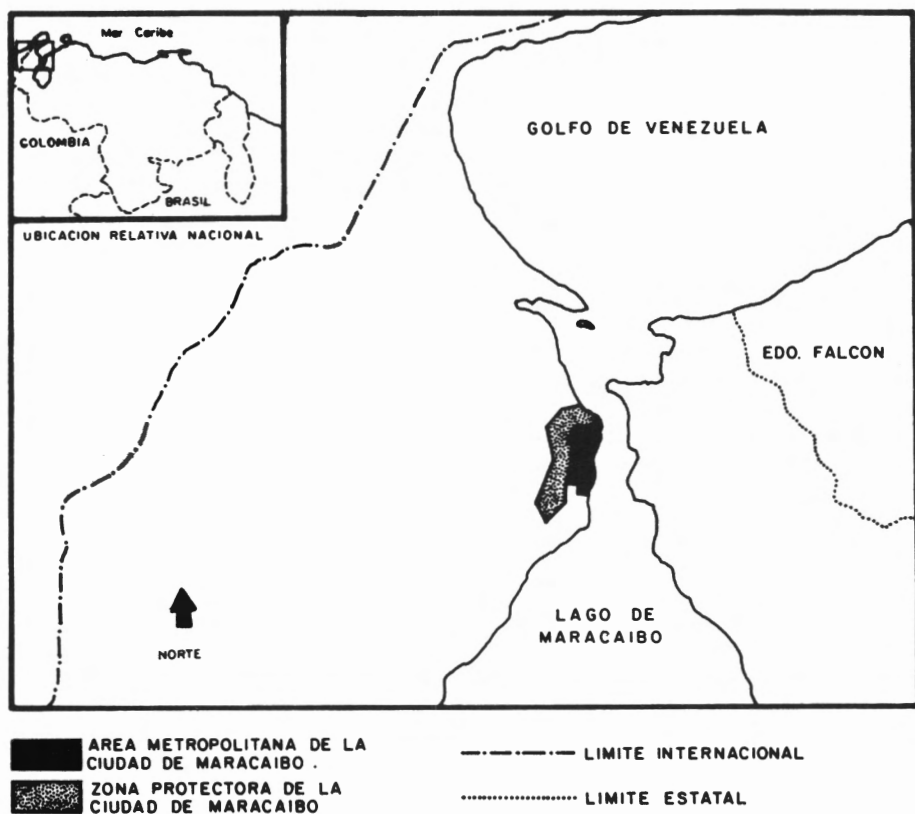 Mar Caribe
COLOMBIA
BRASIL
UBICACION RELATIVA NACIONAL
GOLFO DE VENEZUELA
EDO. FALCON
LAGO DE
MARACAIBO
NORTE
AREA METROPOLITANA DE LA
CIUDAD DE MARACAIBO .
ZONA PROTECTORA DE LA
CIUDAD DE MARACAIBO
LIMITE INTERNACIONAL
LIMITE ESTATAL